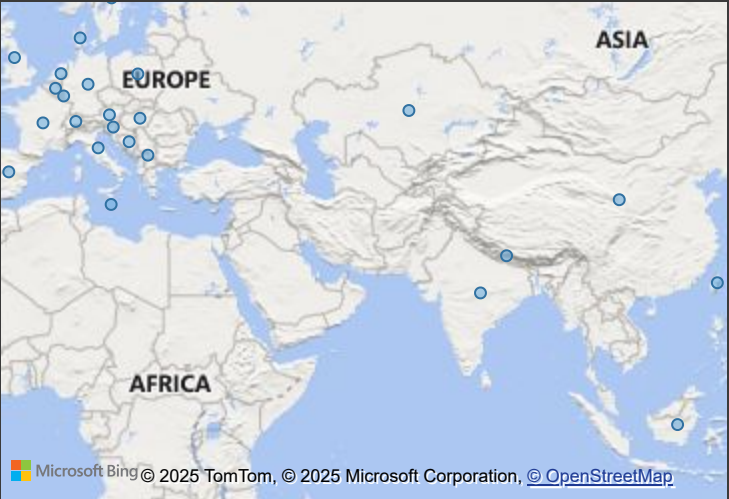 ASIA
EUROPE
AFRICA
Microsoft Bing
© 2025 TomTom, © 2025 Microsoft Corporation, © OpenStreetMap